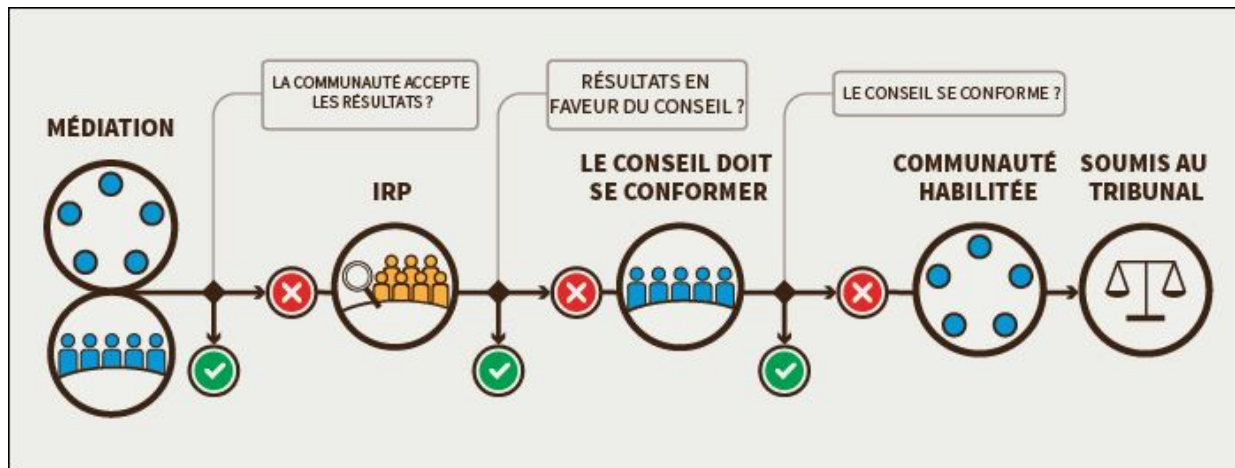 LA COMMUNAUTÉ ACCEPTE
LES RÉSULTATS ?
RÉSULTATS EN
FAVEUR DU CONSEIL ?
LE CONSEIL SE CONFORME ?
MÉDIATION
IRP
LE CONSEIL DOIT
SE CONFORMER
COMMUNAUTÉ
HABILITÉE
SOUMIS AU
TRIBUNAL